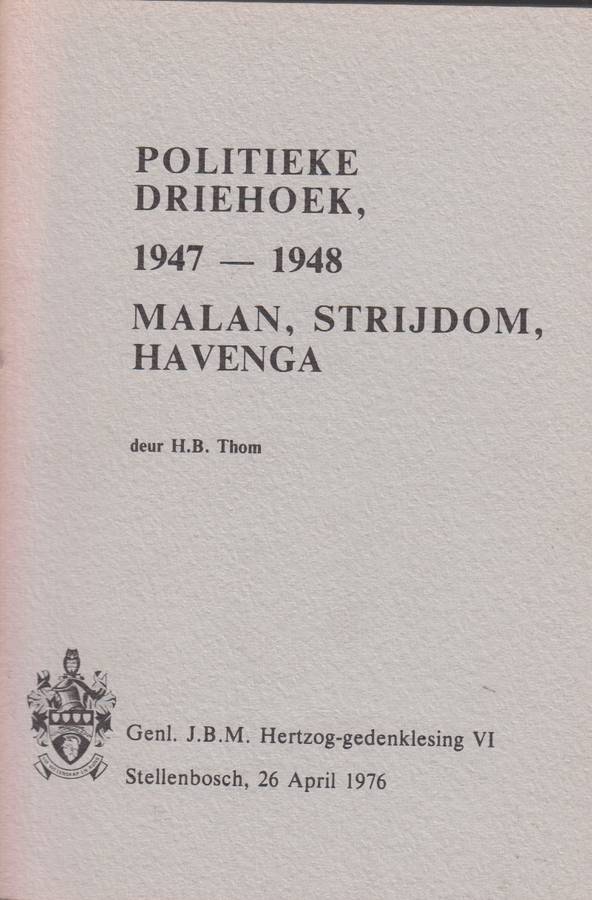 POLITIEKE
DRIEHOEK,
1947 — 1948
MALAN, STRIJDOM,
HAVENGA
deur H.B. Thom
Genl. J.B.M. Hertzog-gedenklesing VI
Stellenbosch, 26 April 1976